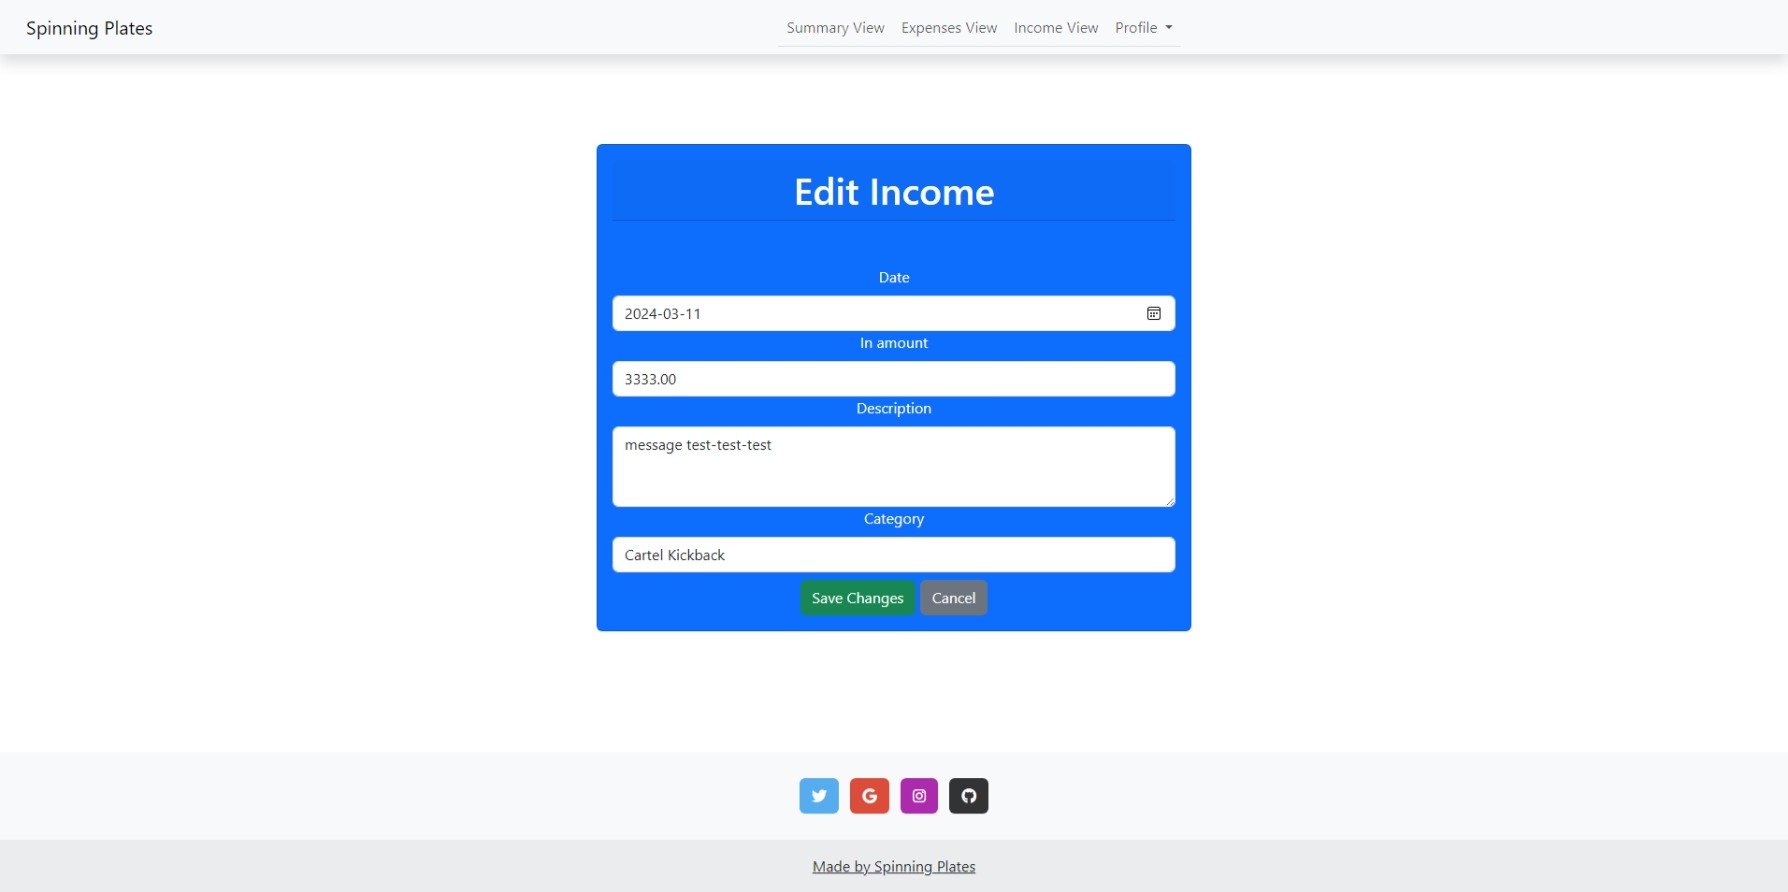 Spinning Plates
Summary View Expenses View Income View Profile
Edit Income
Date
2024-03-11
In amount
3333.00
Description
message test-test-test
Category
Cartel Kickback
Save Changes Cancel
Made by Spinning Plates